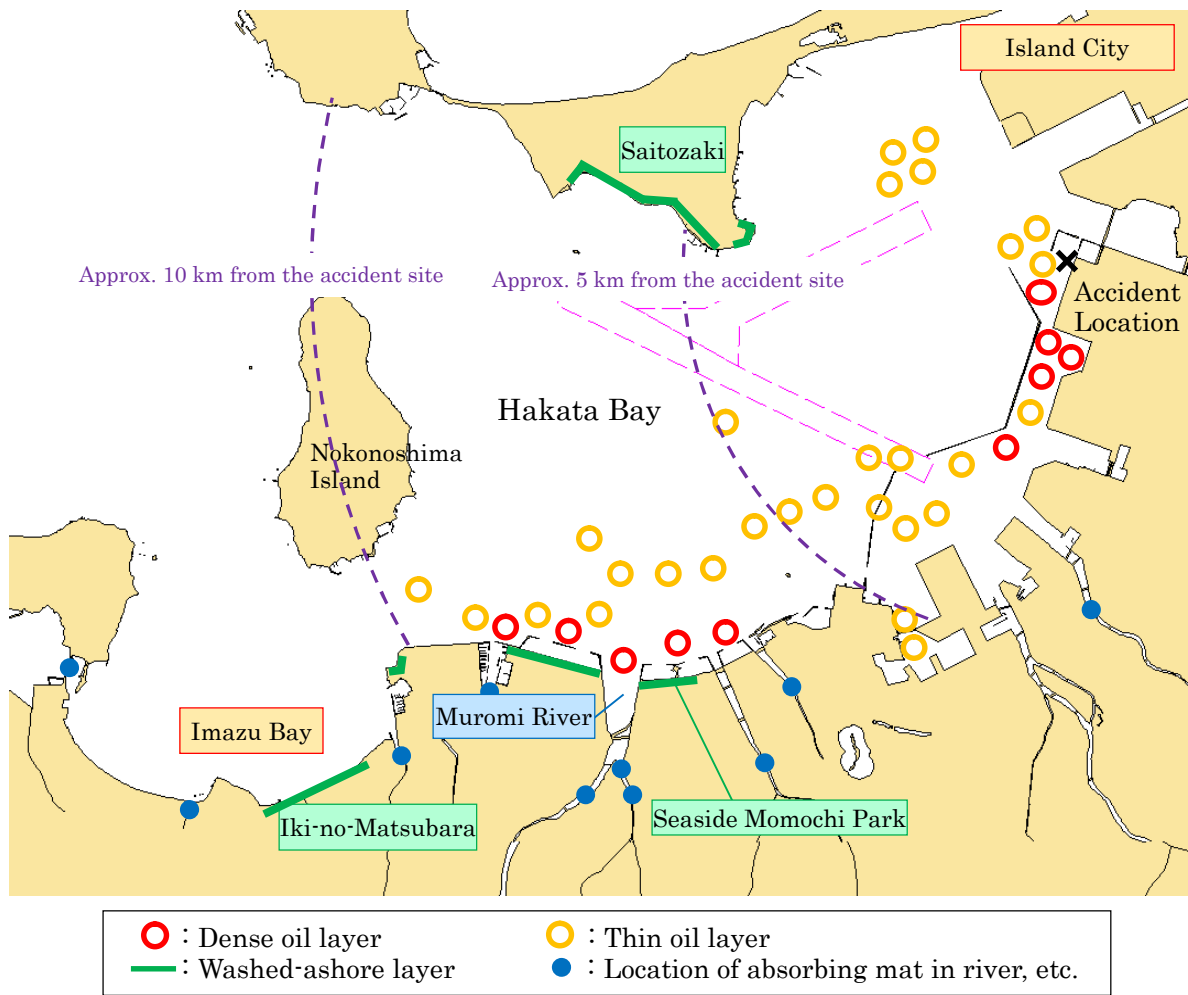 Island City
Saitozaki
Approx. 10 km from the accident site
Approx. 5 km from the accident site
Accident
Location
Hakata Bay
Nokonoshima
Island
Muromi River
Imazu Bay
Iki-no-Matsubara
Seaside Momochi Park
: Dense oil layer
: Thin oil layer
: Washed-ashore layer
: Location of absorbing mat in river, etc.